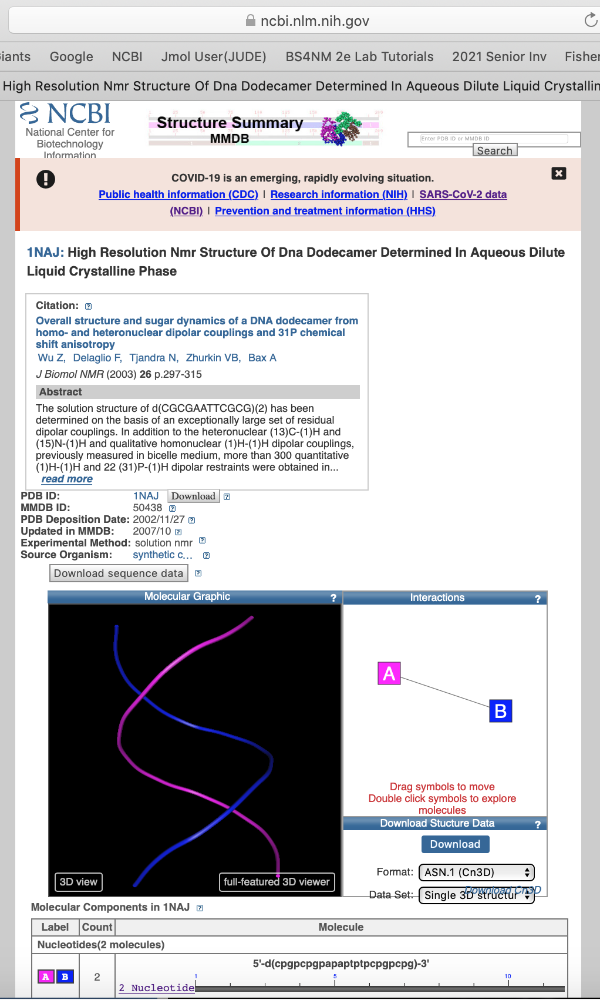 ncbi.nlm.nih.gov
iants Google NCBI Jmol User(JUDE) BS4NM 2e Lab Tutorials 2021 Senior Inv Fisher
High Resolution Nmr Structure Of Dna Dodecamer Determined In Aqueous Dilute Liquid Crystallin
NCBI
National Center for
Biotechnology
Information
Structure Summary
MMDB
Enter PDB ID or MMDB ID
Search
COVID-19 is an emerging, rapidly evolving situation.
Public health information (CDC) | Research information (NIH) | SARS-CoV-2 data
(NCBI) | Prevention and treatment information (HHS)
1NAJ: High Resolution Nmr Structure Of Dna Dodecamer Determined In Aqueous Dilute
Liquid Crystalline Phase
Citation: ?
Overall structure and sugar dynamics of a DNA dodecamer from
homo- and heteronuclear dipolar couplings and 31P chemical
shift anisotropy
Wu Z, Delaglio F, Tjandra N, Zhurkin VB, Bax A
J Biomol NMR (2003) 26 p.297-315
Abstract
The solution structure of d(CGCGAATTCGCG)(2) has been
determined on the basis of an exceptionally large set of residual
dipolar couplings. In addition to the heteronuclear (13)C-(1)H and
(15)N-(1)H and qualitative homonuclear (1)H-(1)H dipolar couplings,
previously measured in bicelle medium, more than 300 quantitative
(1)H-(1)H and 22 (31)P-(1)H dipolar restraints were obtained in...
read more
PDB ID: 1NAJ Download ?
MMDB ID: 50438 ?
PDB Deposition Date: 2002/11/27 ?
Updated in MMDB: 2007/10 ?
Experimental Method: solution nmr ?
Source Organism: synthetic c... ?
Download sequence data ?
Molecular Graphic ?
3D view
full-featured 3D viewer
Interactions ?
A
B
Drag symbols to move
Double click symbols to explore
molecules
Download Stucture Data ?
Download
Format: ASN.1 (Cn3D)
Download Cn3D
Data Set: Single 3D structur
Molecular Components in 1NAJ ?
Label Count Molecule
Nucleotides(2 molecules)
5'-d(cpgpcpgpapaptptpcpgpcpg)-3'
1 5 10
A B 2
2 Nucleotide